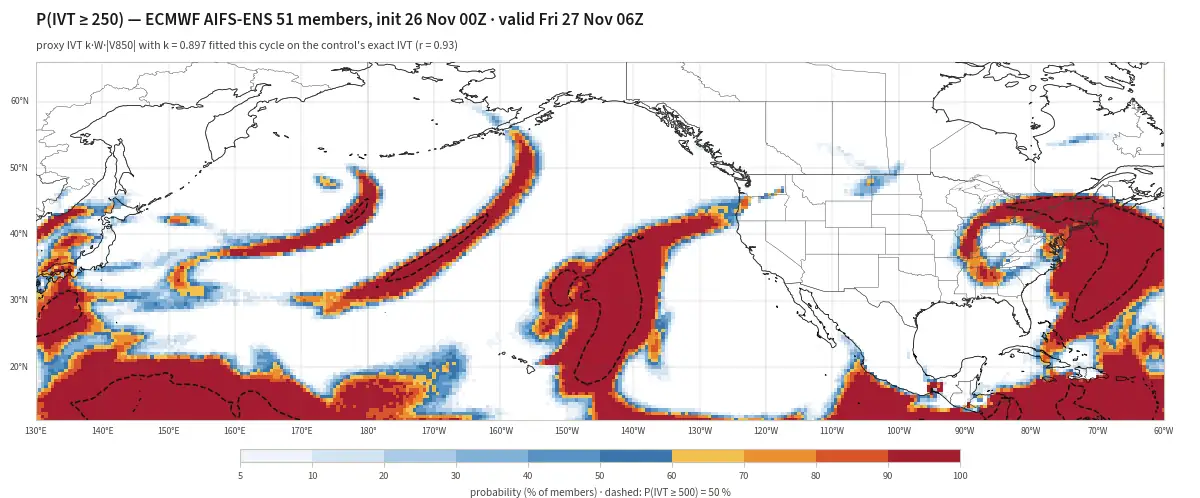 P(IVT ≥ 250) — ECMWF AIFS-ENS 51 members, init 26 Nov 00Z · valid Fri 27 Nov 06Z
proxy IVT k·W·|V850| with k = 0.897 fitted this cycle on the control's exact IVT (r = 0.93)
60°N
50°N
40°N
30°N
20°N
130°E 140°E 150°E 160°E 170°E 180° 170°W 160°W 150°W 140°W 130°W 120°W 110°W 100°W 90°W 80°W 70°W 60°W
5 10 20 30 40 50 60 70 80 90 100
probability (% of members) · dashed: P(IVT ≥ 500) = 50 %